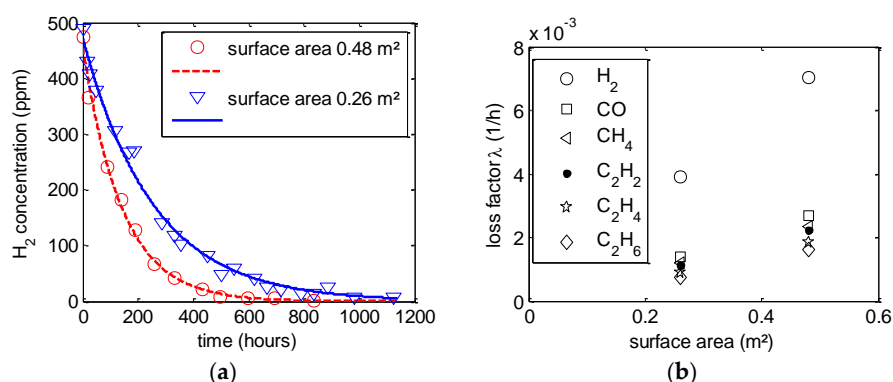 500
400
300
200
100
0
0 200 400 600 800 1000 1200
H₂ concentration (ppm)
time (hours)
surface area 0.48 m²
surface area 0.26 m²
(a)
x 10⁻³
8
6
4
2
0
0 0.2 0.4 0.6
loss factor λ (1/h)
surface area (m²)
H₂
CO
CH₄
C₂H₂
C₂H₄
C₂H₆
(b)